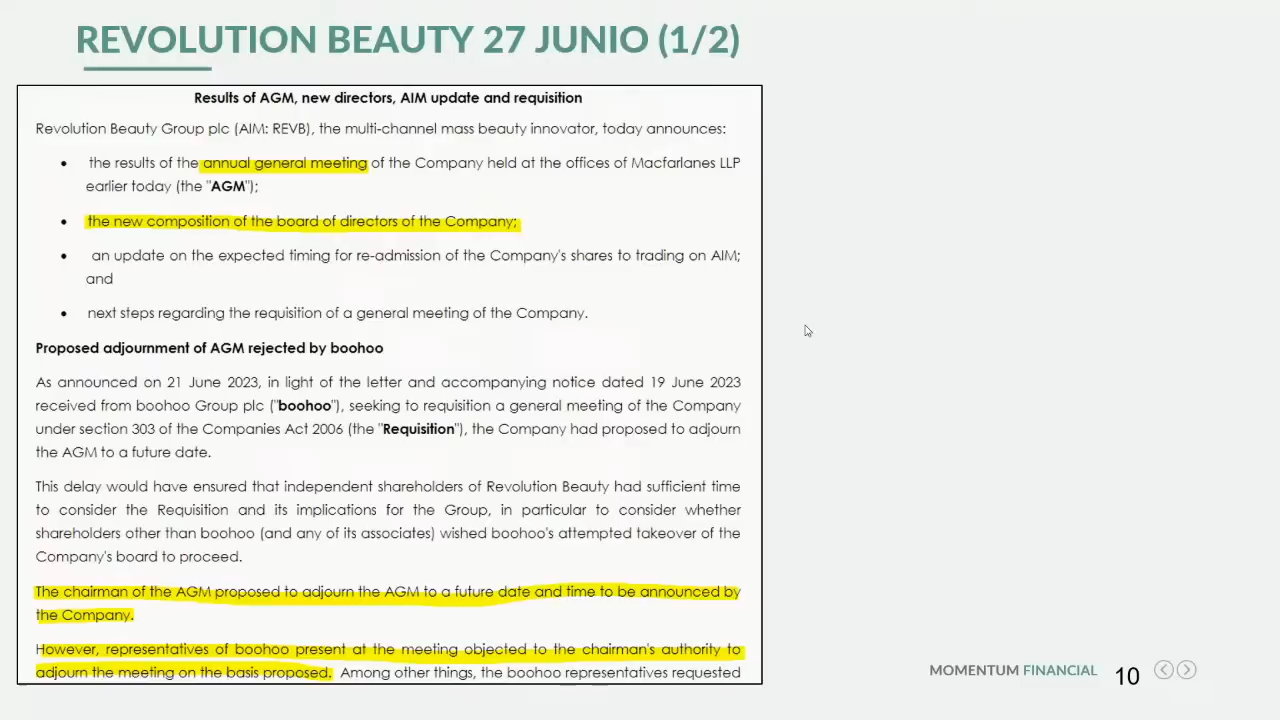 REVOLUTION BEAUTY 27 JUNIO (1/2)
Results of AGM, new directors, AIM update and requisition
Revolution Beauty Group plc (AIM: REVB), the multi-channel mass beauty innovator, today announces:
• the results of the annual general meeting of the Company held at the offices of Macfarlanes LLP
earlier today (the "AGM");
• the new composition of the board of directors of the Company;
• an update on the expected timing for re-admission of the Company's shares to trading on AIM;
and
• next steps regarding the requisition of a general meeting of the Company.
Proposed adjournment of AGM rejected by boohoo
As announced on 21 June 2023, in light of the letter and accompanying notice dated 19 June 2023
received from boohoo Group plc ("boohoo"), seeking to requisition a general meeting of the Company
under section 303 of the Companies Act 2006 (the "Requisition"), the Company had proposed to adjourn
the AGM to a future date.
This delay would have ensured that independent shareholders of Revolution Beauty had sufficient time
to consider the Requisition and its implications for the Group, in particular to consider whether
shareholders other than boohoo (and any of its associates) wished boohoo's attempted takeover of the
Company's board to proceed.
The chairman of the AGM proposed to adjourn the AGM to a future date and time to be announced by
the Company.
However, representatives of boohoo present at the meeting objected to the chairman's authority to
adjourn the meeting on the basis proposed. Among other things, the boohoo representatives requested
MOMENTUM FINANCIAL 10